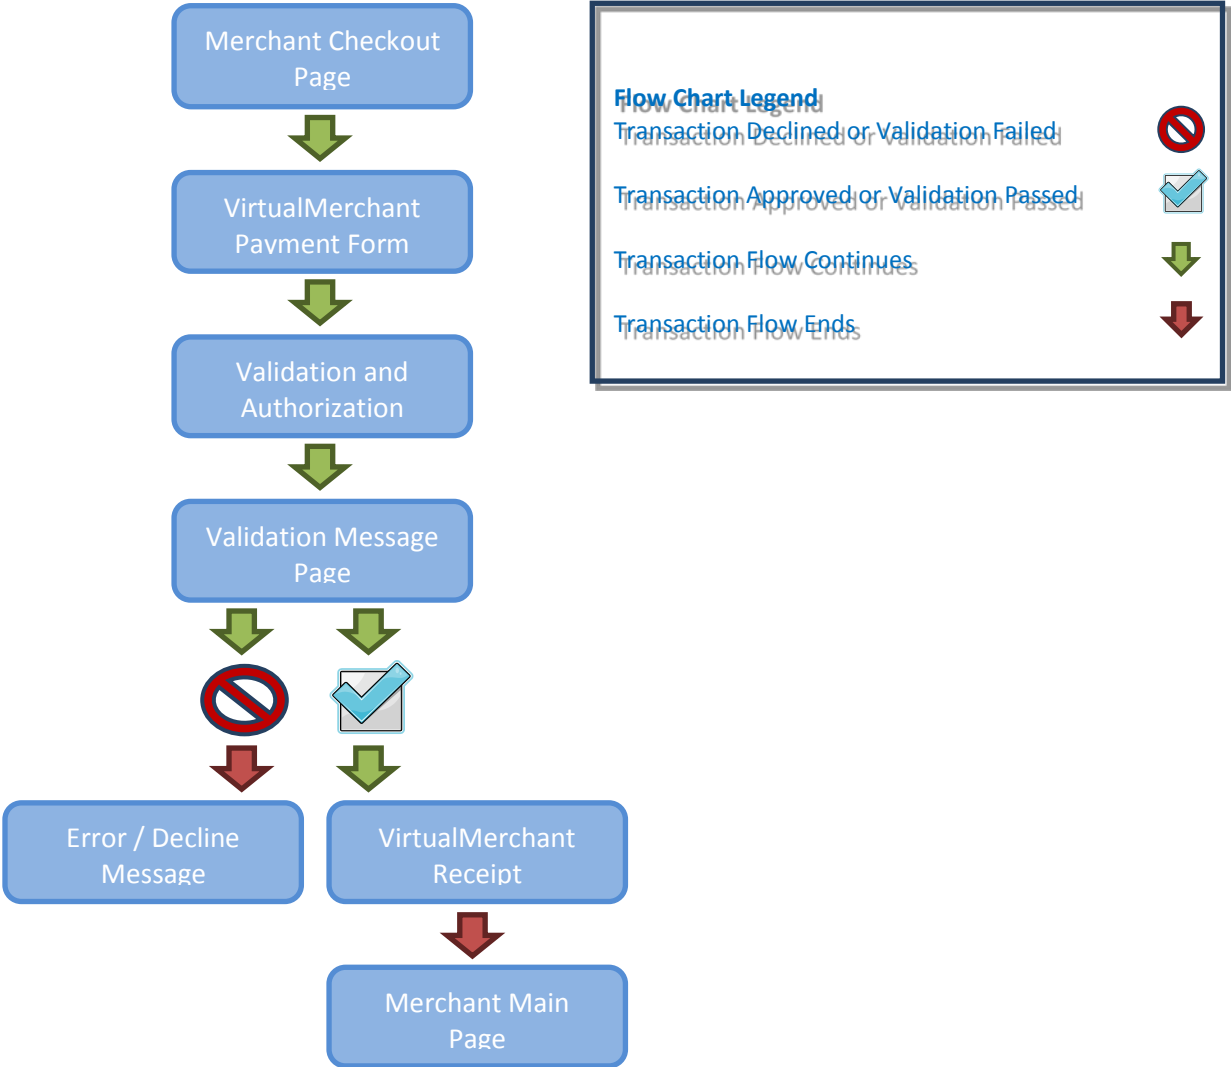 Merchant Checkout
Page
VirtualMerchant
Payment Form
Validation and
Authorization
Validation Message
Page
Error / Decline
Message
VirtualMerchant
Receipt
Merchant Main
Page
Flow Chart Legend
Transaction Declined or Validation Failed
Transaction Approved or Validation Passed
Transaction Flow Continues
Transaction Flow Ends